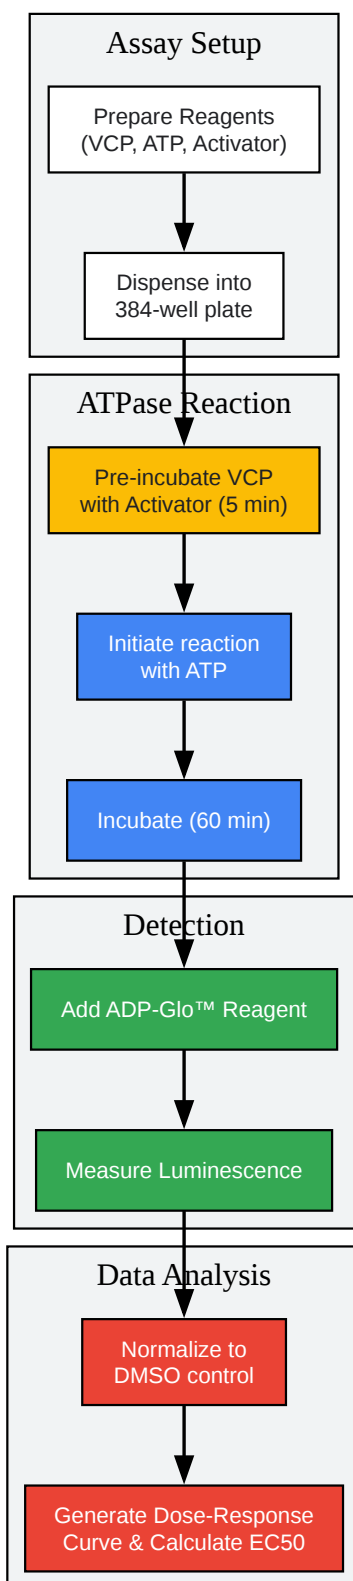 Assay Setup
Prepare Reagents
(VCP, ATP, Activator)
Dispense into
384-well plate
ATPase Reaction
Pre-incubate VCP
with Activator (5 min)
Initiate reaction
with ATP
Incubate (60 min)
Detection
Add ADP-Glo™ Reagent
Measure Luminescence
Data Analysis
Normalize to
DMSO control
Generate Dose-Response
Curve & Calculate EC50